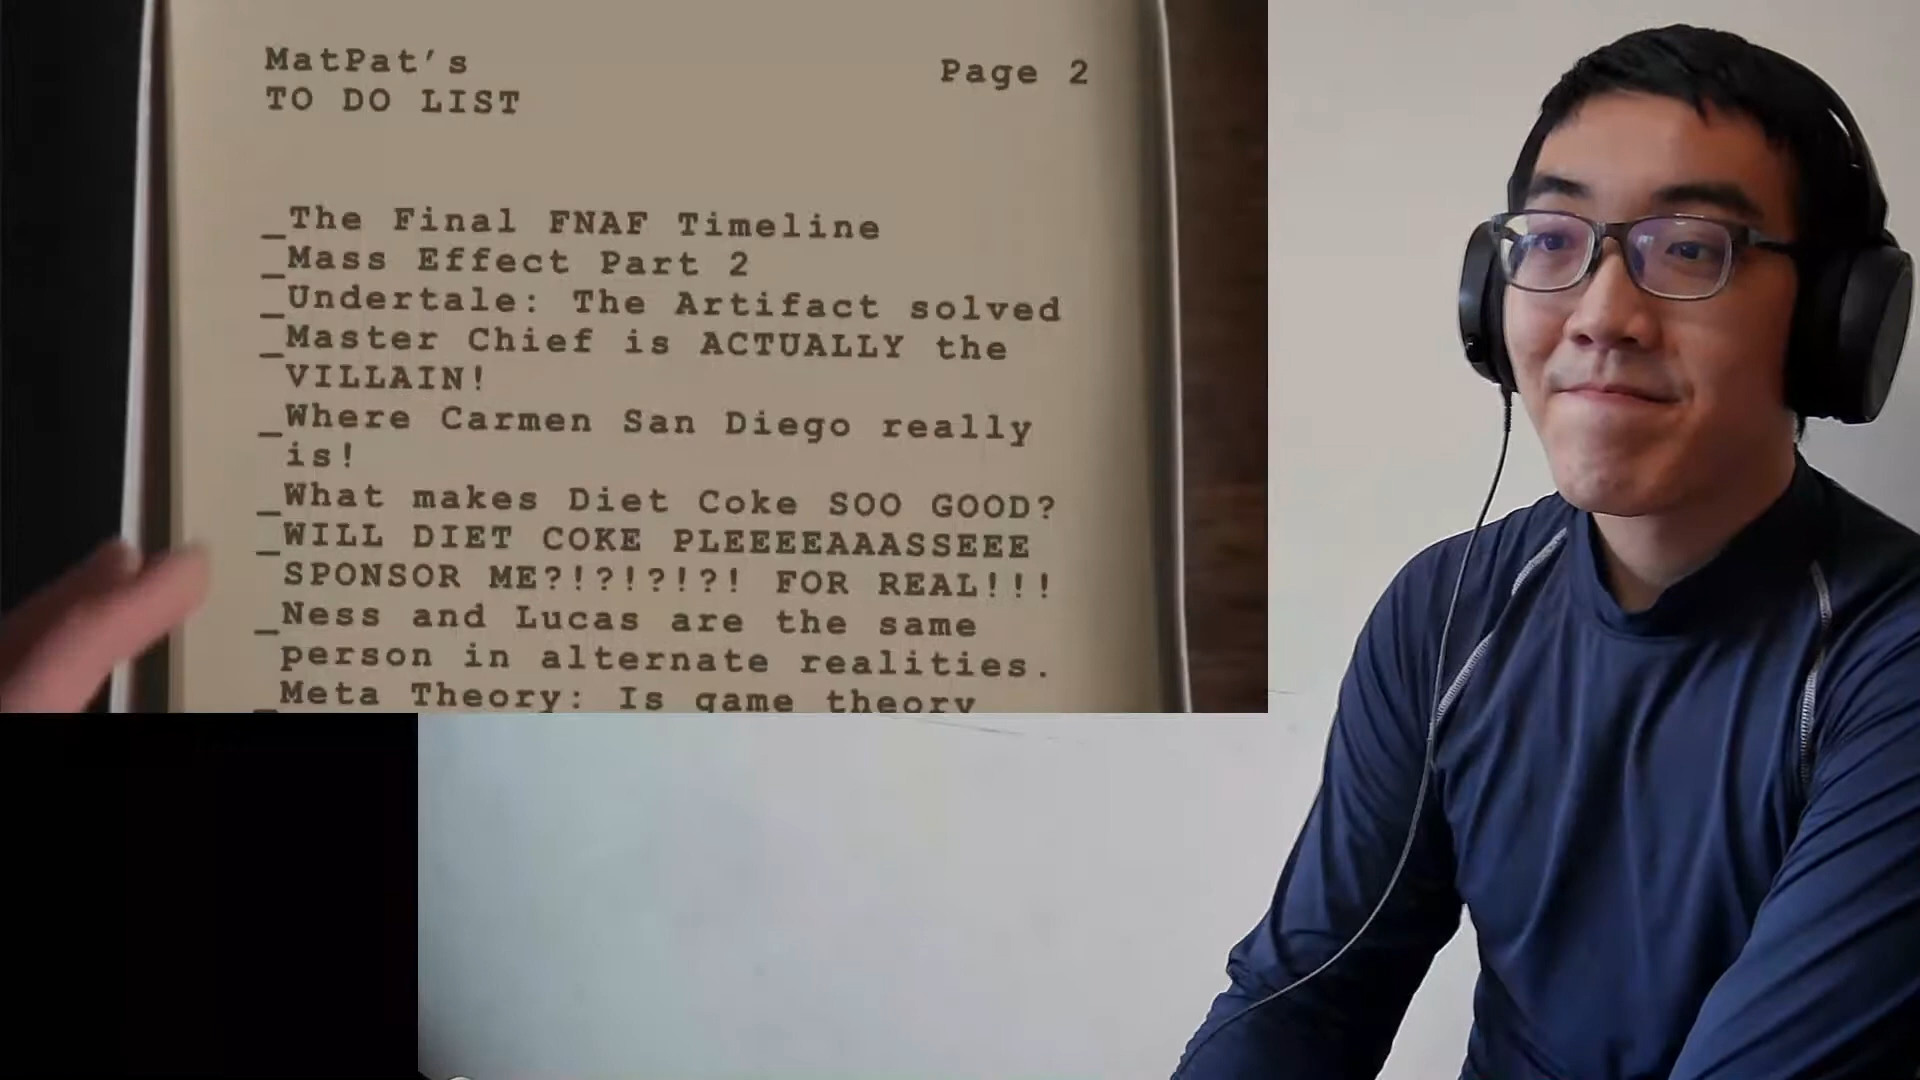 MatPat's
TO DO LIST
Page 2
_The Final FNAF Timeline
_Mass Effect Part 2
_Undertale: The Artifact solved
_Master Chief is ACTUALLY the
VILLAIN!
_Where Carmen San Diego really
is!
_What makes Diet Coke SOO GOOD?
_WILL DIET COKE PLEEEEAAASSEEE
SPONSOR ME?!?!?!?! FOR REAL!!!
_Ness and Lucas are the same
person in alternate realities.
_Meta Theory: Is game theory